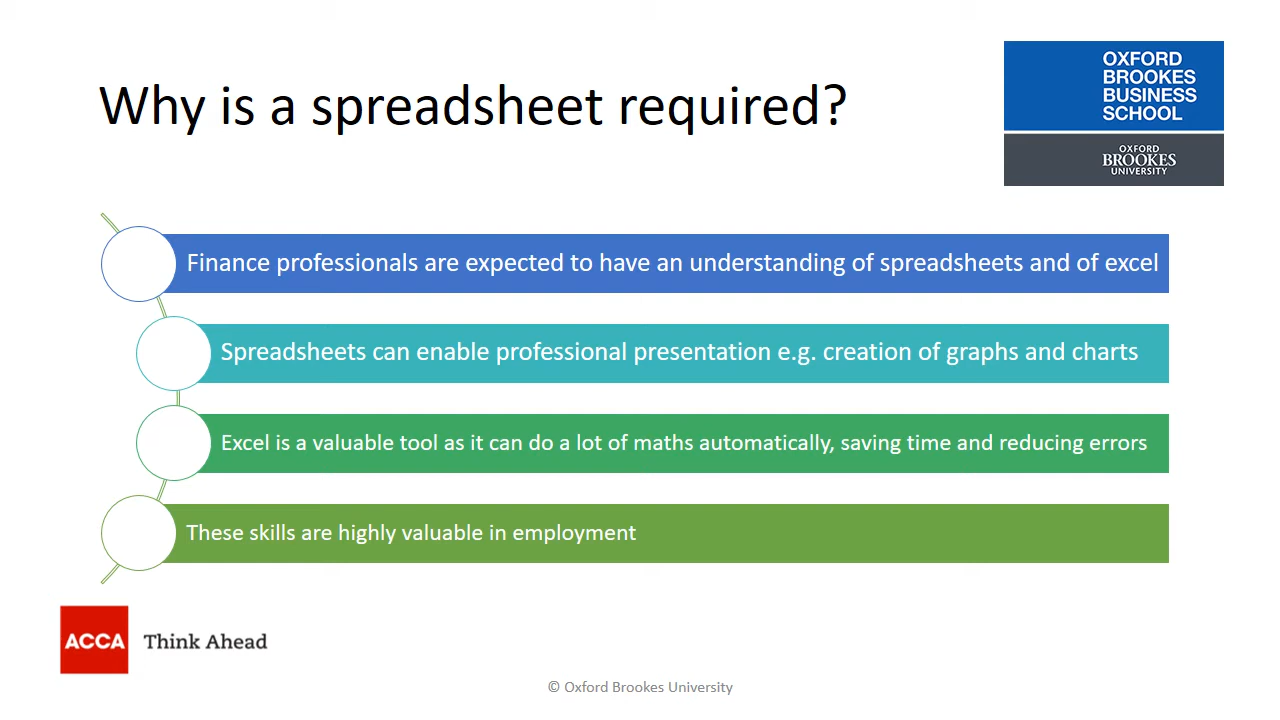 Why is a spreadsheet required?
OXFORD
BROOKES
BUSINESS
SCHOOL
OXFORD
BROOKES
UNIVERSITY
Finance professionals are expected to have an understanding of spreadsheets and of excel
Spreadsheets can enable professional presentation e.g. creation of graphs and charts
Excel is a valuable tool as it can do a lot of maths automatically, saving time and reducing errors
These skills are highly valuable in employment
ACCA Think Ahead
© Oxford Brookes University